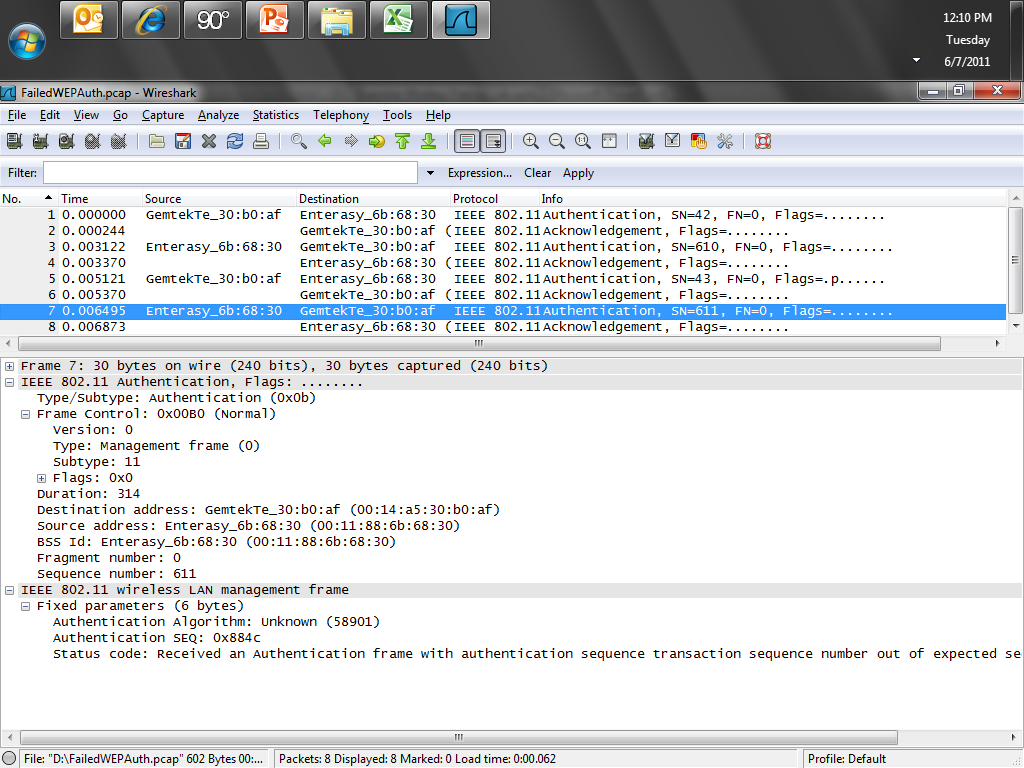 90°
12:10 PM
Tuesday
6/7/2011
FailedWEPAuth.pcap - Wireshark
File Edit View Go Capture Analyze Statistics Telephony Tools Help
Filter: Expression... Clear Apply
No. Time Source Destination Protocol Info
1 0.000000 GemtekTe_30:b0:af Enterasy_6b:68:30 IEEE 802.11 Authentication, SN=42, FN=0, Flags=........
2 0.000244 GemtekTe_30:b0:af ( IEEE 802.11 Acknowledgement, Flags=........
3 0.003122 Enterasy_6b:68:30 GemtekTe_30:b0:af IEEE 802.11 Authentication, SN=610, FN=0, Flags=........
4 0.003370 Enterasy_6b:68:30 ( IEEE 802.11 Acknowledgement, Flags=........
5 0.005121 GemtekTe_30:b0:af Enterasy_6b:68:30 IEEE 802.11 Authentication, SN=43, FN=0, Flags=.p......
6 0.005370 GemtekTe_30:b0:af ( IEEE 802.11 Acknowledgement, Flags=........
7 0.006495 Enterasy_6b:68:30 GemtekTe_30:b0:af IEEE 802.11 Authentication, SN=611, FN=0, Flags=........
8 0.006873 Enterasy_6b:68:30 ( IEEE 802.11 Acknowledgement, Flags=........
Frame 7: 30 bytes on wire (240 bits), 30 bytes captured (240 bits)
IEEE 802.11 Authentication, Flags: ........
Type/Subtype: Authentication (0x0b)
Frame Control: 0x00B0 (Normal)
Version: 0
Type: Management frame (0)
Subtype: 11
Flags: 0x0
Duration: 314
Destination address: GemtekTe_30:b0:af (00:14:a5:30:b0:af)
Source address: Enterasy_6b:68:30 (00:11:88:6b:68:30)
BSS Id: Enterasy_6b:68:30 (00:11:88:6b:68:30)
Fragment number: 0
Sequence number: 611
IEEE 802.11 wireless LAN management frame
Fixed parameters (6 bytes)
Authentication Algorithm: Unknown (58901)
Authentication SEQ: 0x884c
Status code: Received an Authentication frame with authentication sequence transaction sequence number out of expected se
File: "D:\FailedWEPAuth.pcap" 602 Bytes 00:... Packets: 8 Displayed: 8 Marked: 0 Load time: 0:00.062 Profile: Default